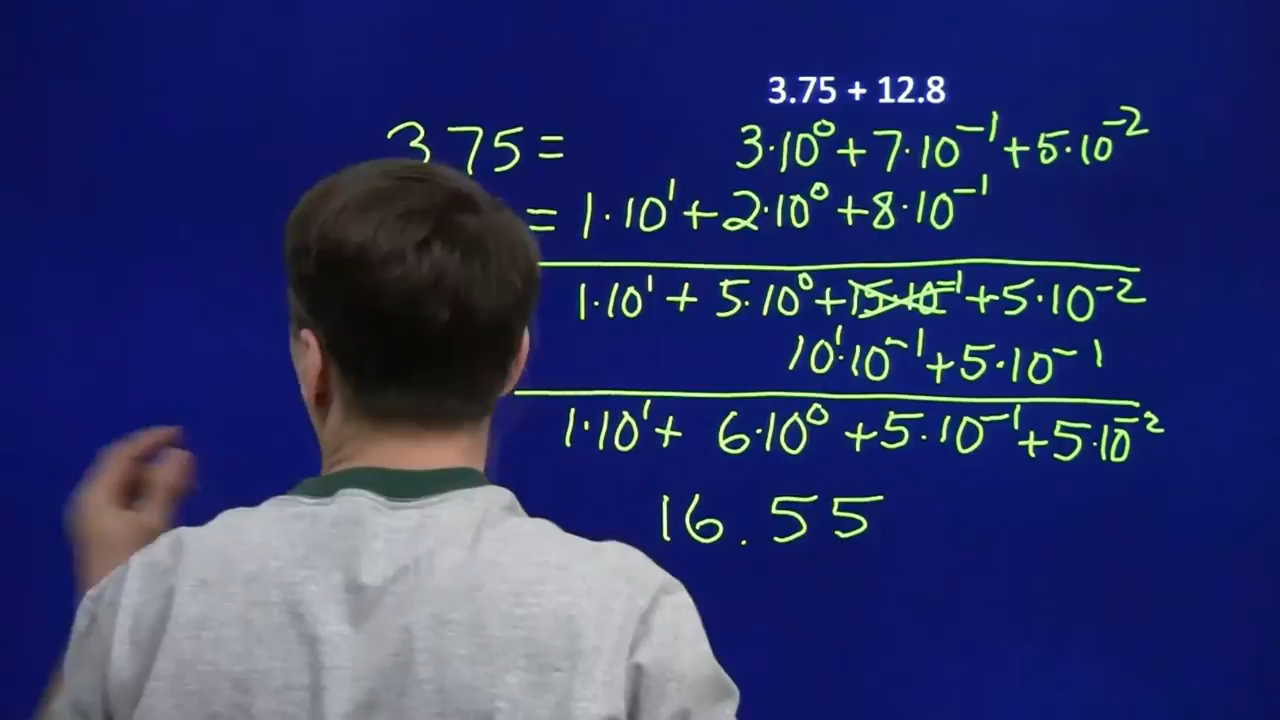 3.75 + 12.8
3.75 = 3·10⁰ + 7·10⁻¹ + 5·10⁻²
= 1·10¹ + 2·10⁰ + 8·10⁻¹
1·10¹ + 5·10⁰ + 15·10⁻¹ + 5·10⁻²
10¹·10⁻¹ + 5·10⁻¹
1·10¹ + 6·10⁰ + 5·10⁻¹ + 5·10⁻²
16.55